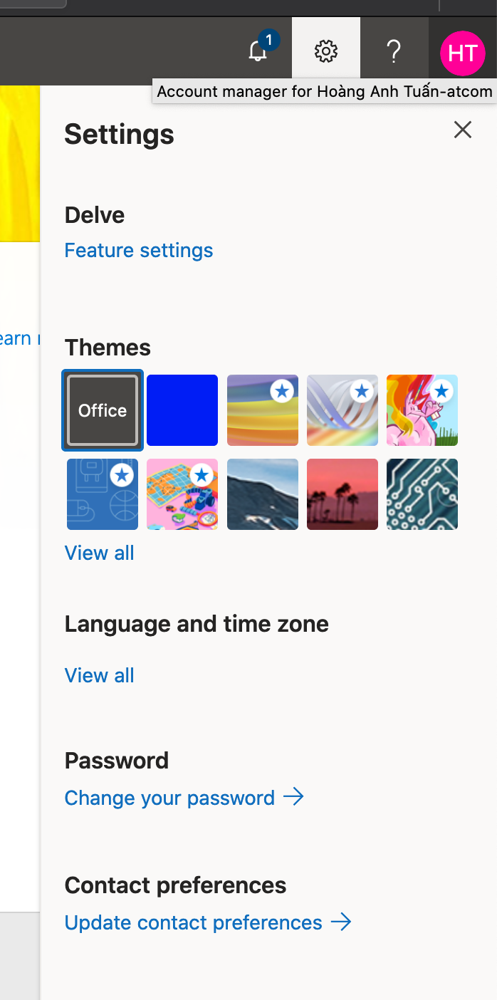 1
?
HT
Account manager for Hoàng Anh Tuấn-atcom
Settings
Delve
Feature settings
earn
Themes
Office
View all
Language and time zone
View all
Password
Change your password →
Contact preferences
Update contact preferences →